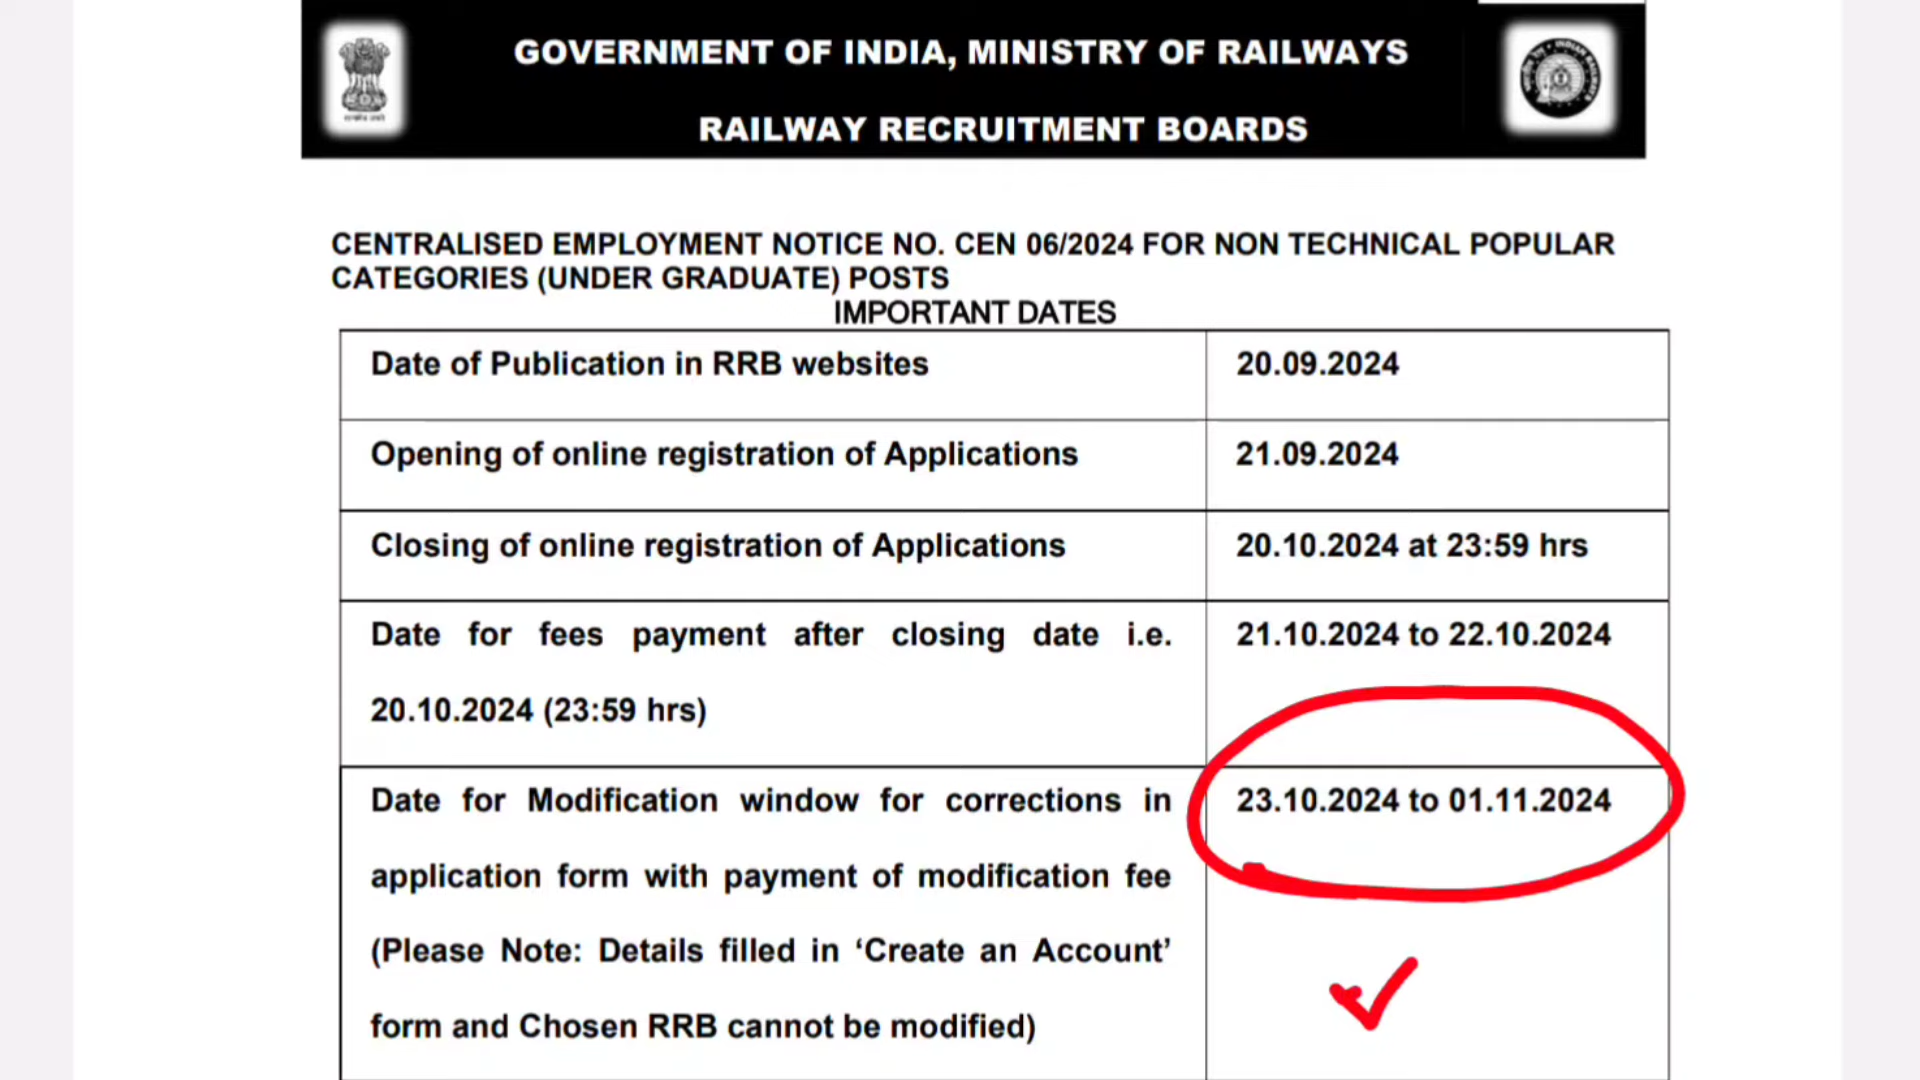 GOVERNMENT OF INDIA, MINISTRY OF RAILWAYS
RAILWAY RECRUITMENT BOARDS
CENTRALISED EMPLOYMENT NOTICE NO. CEN 06/2024 FOR NON TECHNICAL POPULAR
CATEGORIES (UNDER GRADUATE) POSTS
IMPORTANT DATES
Date of Publication in RRB websites 20.09.2024
Opening of online registration of Applications 21.09.2024
Closing of online registration of Applications 20.10.2024 at 23:59 hrs
Date for fees payment after closing date i.e. 21.10.2024 to 22.10.2024
20.10.2024 (23:59 hrs)
Date for Modification window for corrections in 23.10.2024 to 01.11.2024
application form with payment of modification fee
(Please Note: Details filled in ‘Create an Account’
form and Chosen RRB cannot be modified)